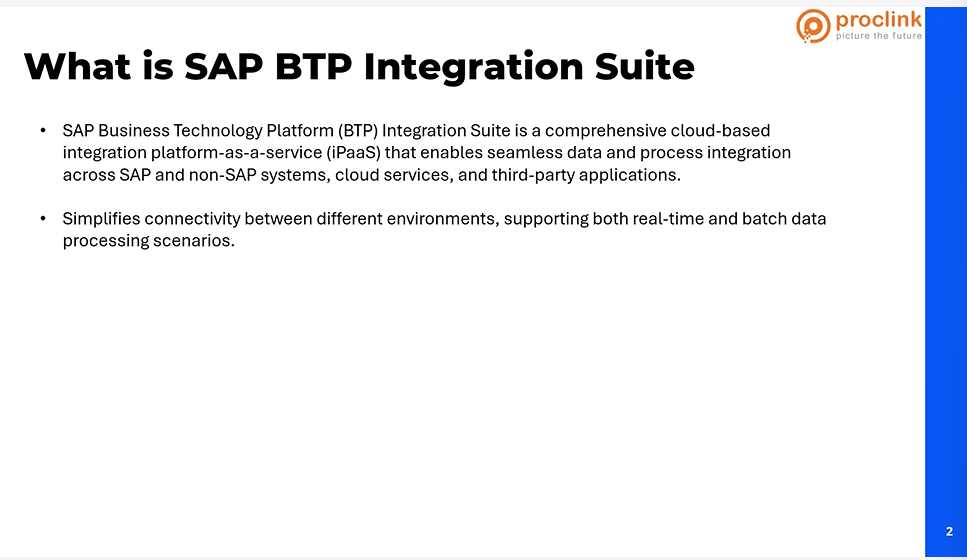 proclink
picture the future
What is SAP BTP Integration Suite
• SAP Business Technology Platform (BTP) Integration Suite is a comprehensive cloud-based
integration platform-as-a-service (iPaaS) that enables seamless data and process integration
across SAP and non-SAP systems, cloud services, and third-party applications.
• Simplifies connectivity between different environments, supporting both real-time and batch data
processing scenarios.
2